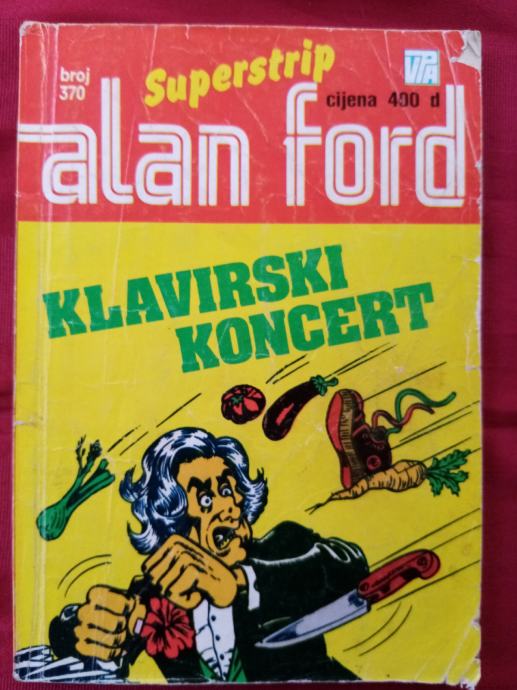 Superstrip
VPA
broj
370
cijena 400 d
alan ford
KLAVIRSKI
KONCERT